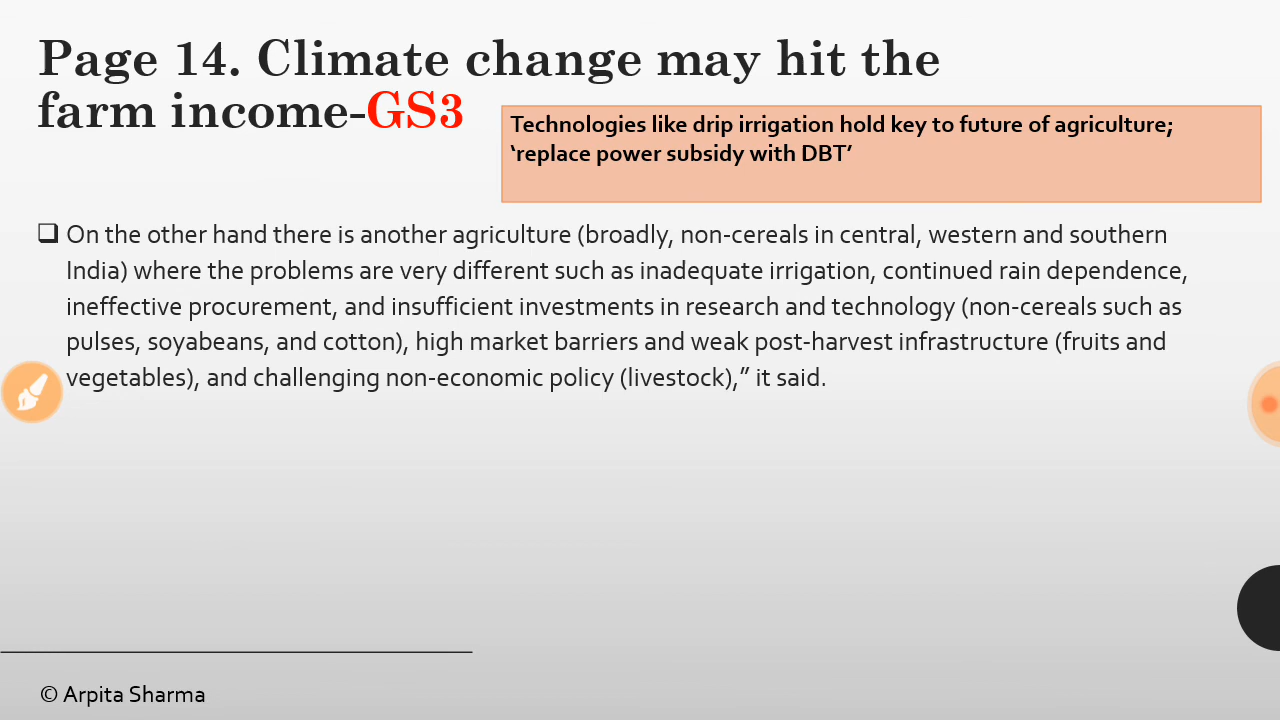 Page 14. Climate change may hit the
farm income-GS3
Technologies like drip irrigation hold key to future of agriculture;
‘replace power subsidy with DBT’
On the other hand there is another agriculture (broadly, non-cereals in central, western and southern
India) where the problems are very different such as inadequate irrigation, continued rain dependence,
ineffective procurement, and insufficient investments in research and technology (non-cereals such as
pulses, soyabeans, and cotton), high market barriers and weak post-harvest infrastructure (fruits and
vegetables), and challenging non-economic policy (livestock),” it said.
© Arpita Sharma